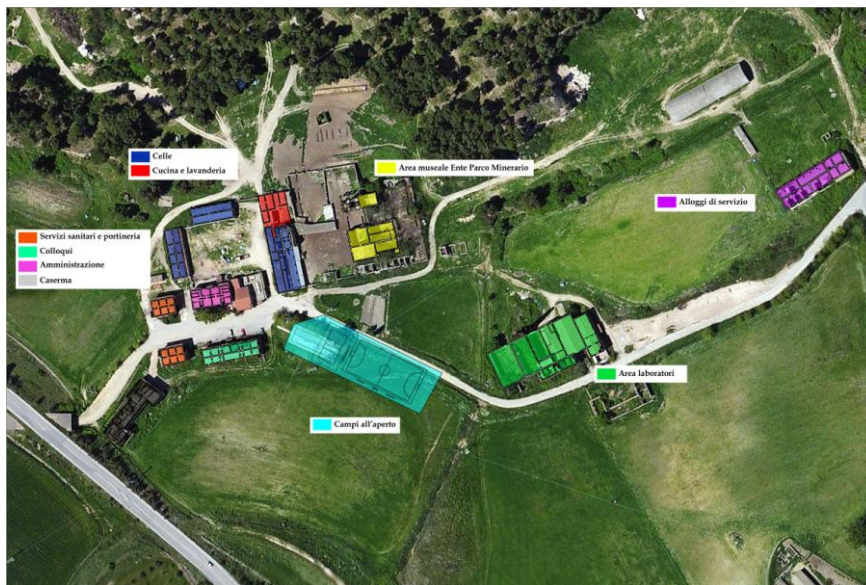 Celle
Cucina e lavanderia
Area museale Ente Parco Minerario
Alloggi di servizio
Servizi sanitari e portineria
Colloqui
Amministrazione
Caserma
Area laboratori
Campi all'aperto